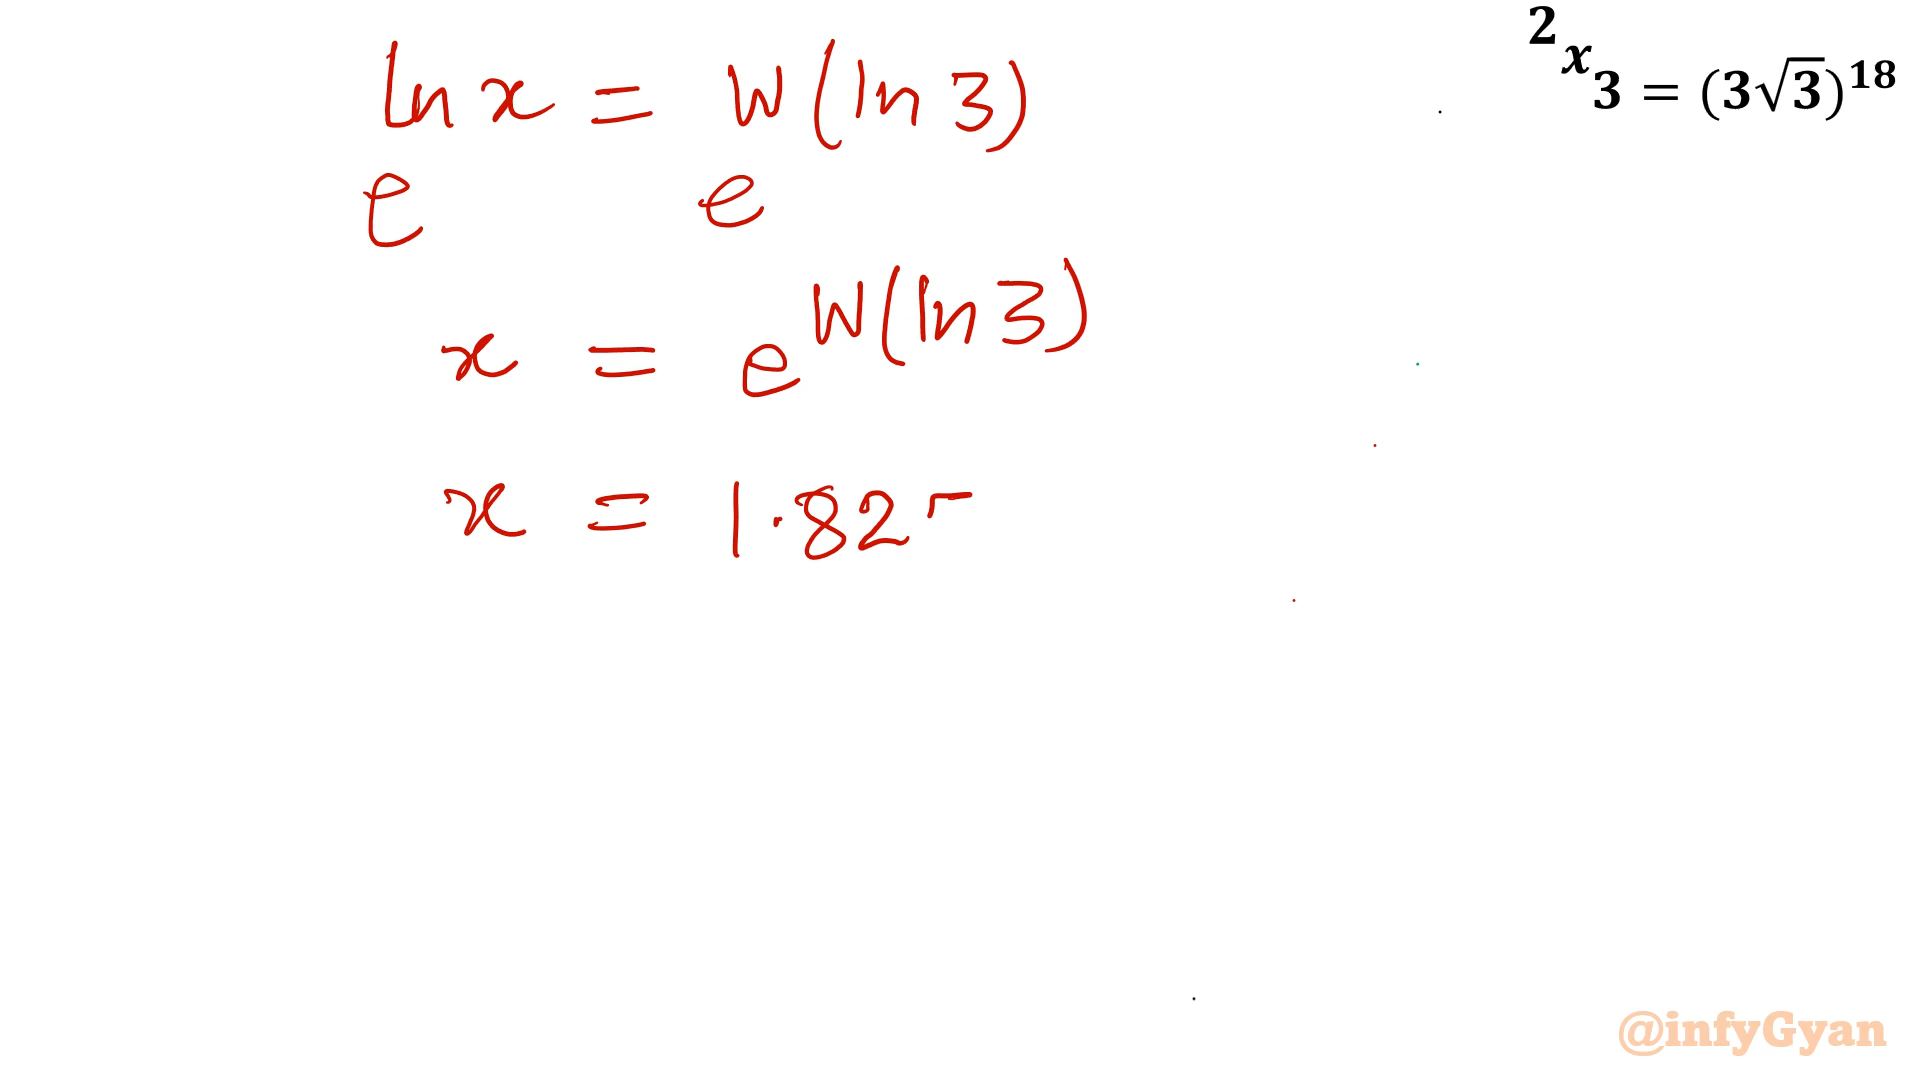 ln x = W(ln 3)
e e
x = e^W(ln 3)
x = 1.82
²ˣ3 = (3√3)¹⁸
@infyGyan